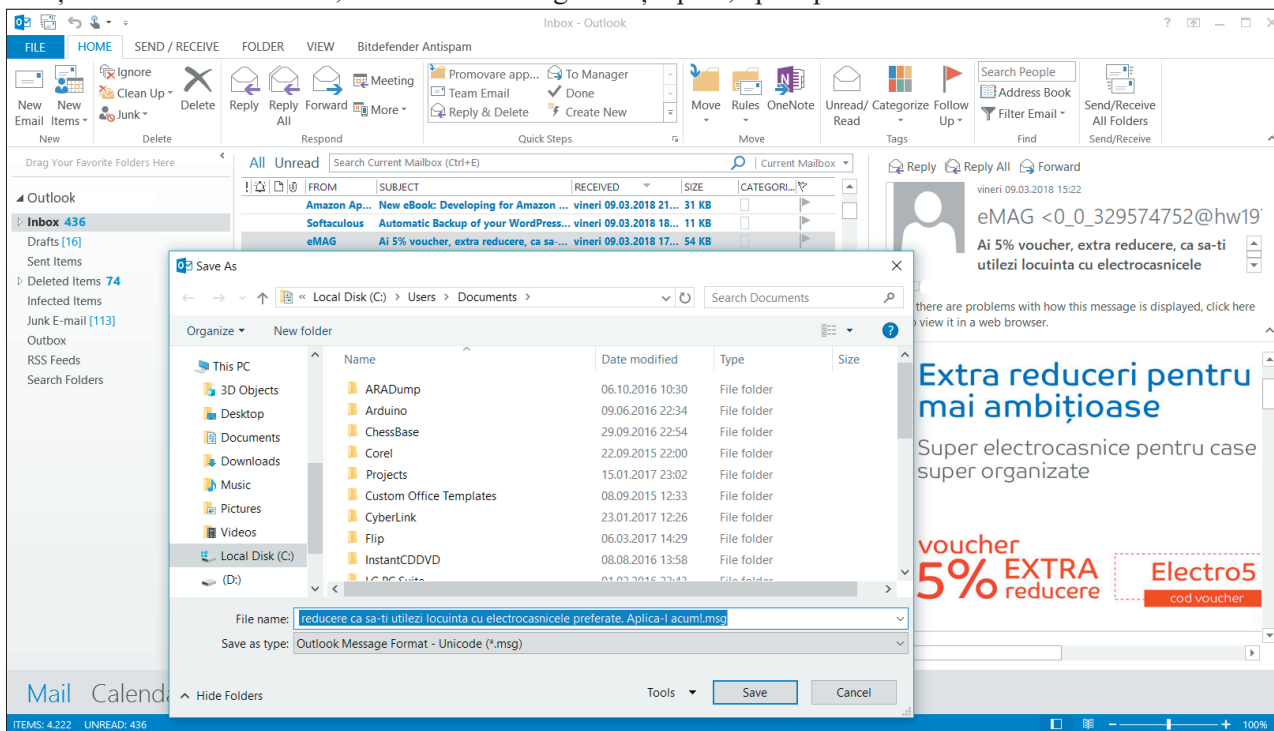 Inbox - Outlook
FILE HOME SEND / RECEIVE FOLDER VIEW Bitdefender Antispam
New Email
New Items
Ignore
Clean Up
Junk
Delete
Reply
Reply All
Forward
Meeting
More
Promovare app...
Team Email
Reply & Delete
To Manager
Done
Create New
Move
Rules
OneNote
Unread/ Read
Categorize
Follow Up
Search People
Address Book
Filter Email
Send/Receive All Folders
New Delete Respond Quick Steps Move Tags Find Send/Receive
Drag Your Favorite Folders Here
Outlook
Inbox 436
Drafts [16]
Sent Items
Deleted Items 74
Infected Items
Junk E-mail [113]
Outbox
RSS Feeds
Search Folders
All Unread Search Current Mailbox (Ctrl+E) Current Mailbox
FROM SUBJECT RECEIVED SIZE CATEGORI...
Amazon Ap... New eBook: Developing for Amazon ... vineri 09.03.2018 21... 31 KB
Softaculous Automatic Backup of your WordPress... vineri 09.03.2018 18... 11 KB
eMAG Ai 5% voucher, extra reducere, ca sa-... vineri 09.03.2018 17... 54 KB
Reply Reply All Forward
vineri 09.03.2018 15:22
eMAG <0_0_329574752@hw19
Ai 5% voucher, extra reducere, ca sa-ti
utilezi locuinta cu electrocasnicele
there are problems with how this message is displayed, click here
view it in a web browser.
Extra reduceri pentru
mai ambițioase
Super electrocasnice pentru case
super organizate
voucher
5% EXTRA
reducere
Electro5
cod voucher
Save As
« Local Disk (C:) > Users > Documents > Search Documents
Organize New folder
This PC
3D Objects
Desktop
Documents
Downloads
Music
Pictures
Videos
Local Disk (C:)
(D:)
Name Date modified Type Size
ARADump 06.10.2016 10:30 File folder
Arduino 09.06.2016 22:34 File folder
ChessBase 29.09.2016 22:54 File folder
Corel 22.09.2015 22:00 File folder
Projects 15.01.2017 23:02 File folder
Custom Office Templates 08.09.2015 12:33 File folder
CyberLink 23.01.2017 12:26 File folder
Flip 06.03.2017 14:29 File folder
InstantCDDVD 08.08.2016 13:58 File folder
File name: reducere ca sa-ti utilezi locuinta cu electrocasnicele preferate. Aplica-l acum!.msg
Save as type: Outlook Message Format - Unicode (*.msg)
Hide Folders Tools Save Cancel
Mail Calend
ITEMS: 4.222 UNREAD: 436 100%